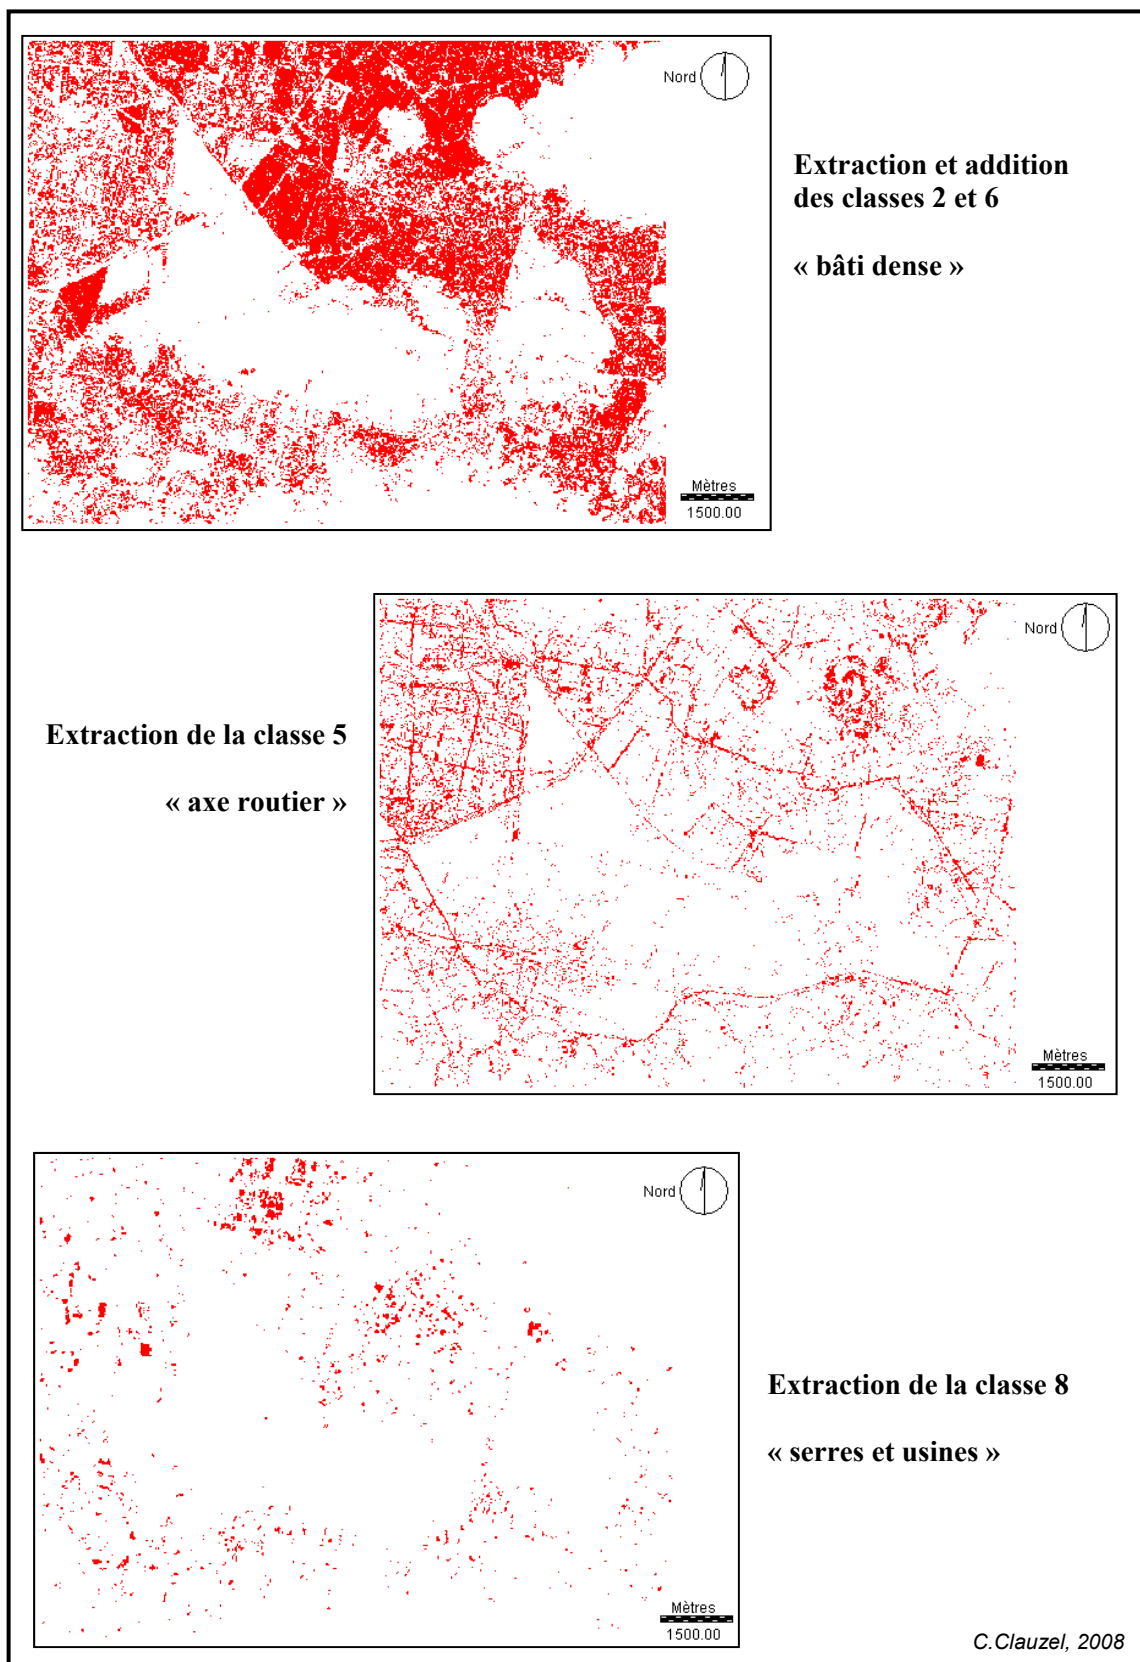 Nord
Extraction et addition
des classes 2 et 6
« bâti dense »
Mètres
1500.00
Nord
Extraction de la classe 5
« axe routier »
Mètres
1500.00
Nord
Extraction de la classe 8
« serres et usines »
Mètres
1500.00
C.Clauzel, 2008